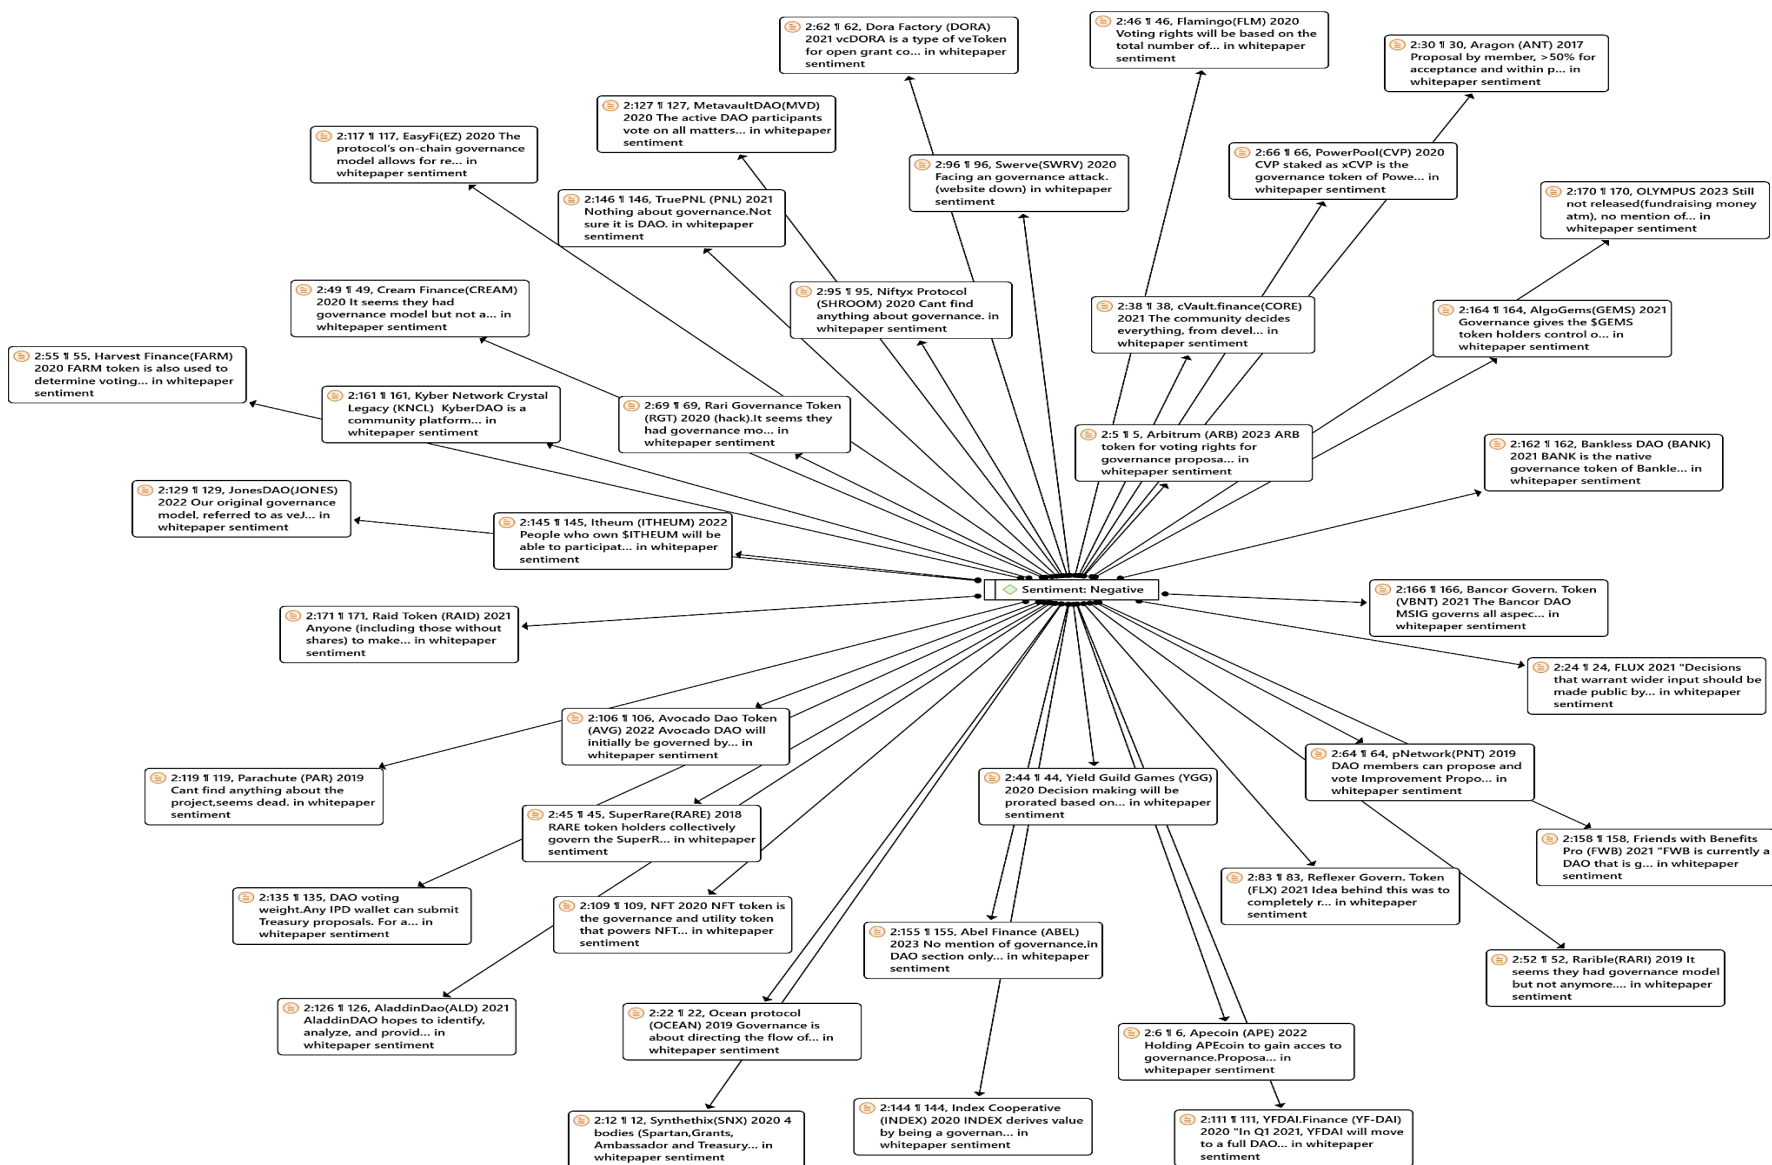 2:62 ¶ 62, Dora Factory (DORA)
2021 vcDORA is a type of veToken
for open grant co... in whitepaper
sentiment
2:46 ¶ 46, Flamingo(FLM) 2020
Voting rights will be based on the
total number of... in whitepaper
sentiment
2:30 ¶ 30, Aragon (ANT) 2017
Proposal by member, >50% for
acceptance and within p... in
whitepaper sentiment
2:127 ¶ 127, MetavaultDAO(MVD)
2020 The active DAO participants
vote on all matters... in whitepaper
sentiment
2:117 ¶ 117, EasyFi(EZ) 2020 The
protocol's on-chain governance
model allows for re... in
whitepaper sentiment
2:96 ¶ 96, Swerve(SWRV) 2020
Facing an governance attack.
(website down) in whitepaper
sentiment
2:66 ¶ 66, PowerPool(CVP) 2020
CVP staked as xCVP is the
governance token of Powe... in
whitepaper sentiment
2:170 ¶ 170, OLYMPUS 2023 Still
not released(fundraising money
atm), no mention of... in
whitepaper sentiment
2:146 ¶ 146, TruePNL (PNL) 2021
Nothing about governance.Not
sure it is DAO. in whitepaper
sentiment
2:49 ¶ 49, Cream Finance(CREAM)
2020 It seems they had
governance model but not a... in
whitepaper sentiment
2:95 ¶ 95, Niftyx Protocol
(SHROOM) 2020 Cant find
anything about governance. in
whitepaper sentiment
2:38 ¶ 38, cVault.finance(CORE)
2021 The community decides
everything, from devel... in
whitepaper sentiment
2:164 ¶ 164, AlgoGems(GEMS) 2021
Governance gives the $GEMS
token holders control o... in
whitepaper sentiment
2:55 ¶ 55, Harvest Finance(FARM)
2020 FARM token is also used to
determine voting... in whitepaper
sentiment
2:161 ¶ 161, Kyber Network Crystal
Legacy (KNCL) KyberDAO is a
community platform... in
whitepaper sentiment
2:69 ¶ 69, Rari Governance Token
(RGT) 2020 (hack).It seems they
had governance mo... in
whitepaper sentiment
2:5 ¶ 5, Arbitrum (ARB) 2023 ARB
token for voting rights for
governance proposa... in
whitepaper sentiment
2:162 ¶ 162, Bankless DAO (BANK)
2021 BANK is the native
governance token of Bankle... in
whitepaper sentiment
2:129 ¶ 129, JonesDAO(JONES)
2022 Our original governance
model, referred to as veJ... in
whitepaper sentiment
2:145 ¶ 145, Itheum (ITHEUM) 2022
People who own $ITHEUM will be
able to participat... in whitepaper
sentiment
Sentiment: Negative
2:166 ¶ 166, Bancor Govern. Token
(VBNT) 2021 The Bancor DAO
MSIG governs all aspec... in
whitepaper sentiment
2:171 ¶ 171, Raid Token (RAID) 2021
Anyone (including those without
shares) to make... in whitepaper
sentiment
2:24 ¶ 24, FLUX 2021 "Decisions
that warrant wider input should be
made public by... in whitepaper
sentiment
2:106 ¶ 106, Avocado Dao Token
(AVG) 2022 Avocado DAO will
initially be governed by... in
whitepaper sentiment
2:64 ¶ 64, pNetwork(PNT) 2019
DAO members can propose and
vote Improvement Propo... in
whitepaper sentiment
2:119 ¶ 119, Parachute (PAR) 2019
Cant find anything about the
project,seems dead. in whitepaper
sentiment
2:44 ¶ 44, Yield Guild Games (YGG)
2020 Decision making will be
prorated based on... in whitepaper
sentiment
2:45 ¶ 45, SuperRare(RARE) 2018
RARE token holders collectively
govern the SuperR... in whitepaper
sentiment
2:158 ¶ 158, Friends with Benefits
Pro (FWB) 2021 "FWB is currently a
DAO that is g... in whitepaper
sentiment
2:83 ¶ 83, Reflexer Govern. Token
(FLX) 2021 Idea behind this was to
completely r... in whitepaper
sentiment
2:135 ¶ 135, DAO voting
weight.Any IPD wallet can submit
Treasury proposals. For a... in
whitepaper sentiment
2:109 ¶ 109, NFT 2020 NFT token is
the governance and utility token
that powers NFT... in whitepaper
sentiment
2:155 ¶ 155, Abel Finance (ABEL)
2023 No mention of governance,in
DAO section only... in whitepaper
sentiment
2:52 ¶ 52, Rarible(RARI) 2019 It
seems they had governance model
but not anymore.... in whitepaper
sentiment
2:126 ¶ 126, AladdinDao(ALD) 2021
AladdinDAO hopes to identify,
analyze, and provid... in
whitepaper sentiment
2:22 ¶ 22, Ocean protocol
(OCEAN) 2019 Governance is
about directing the flow of... in
whitepaper sentiment
2:6 ¶ 6, Apecoin (APE) 2022
Holding APEcoin to gain acces to
governance.Proposa... in
whitepaper sentiment
2:12 ¶ 12, Synthethix(SNX) 2020 4
bodies (Spartan,Grants,
Ambassador and Treasury... in
whitepaper sentiment
2:144 ¶ 144, Index Cooperative
(INDEX) 2020 INDEX derives value
by being a governan... in
whitepaper sentiment
2:111 ¶ 111, YFDAI.Finance (YF-DAI)
2020 "In Q1 2021, YFDAI will move
to a full DAO... in whitepaper
sentiment